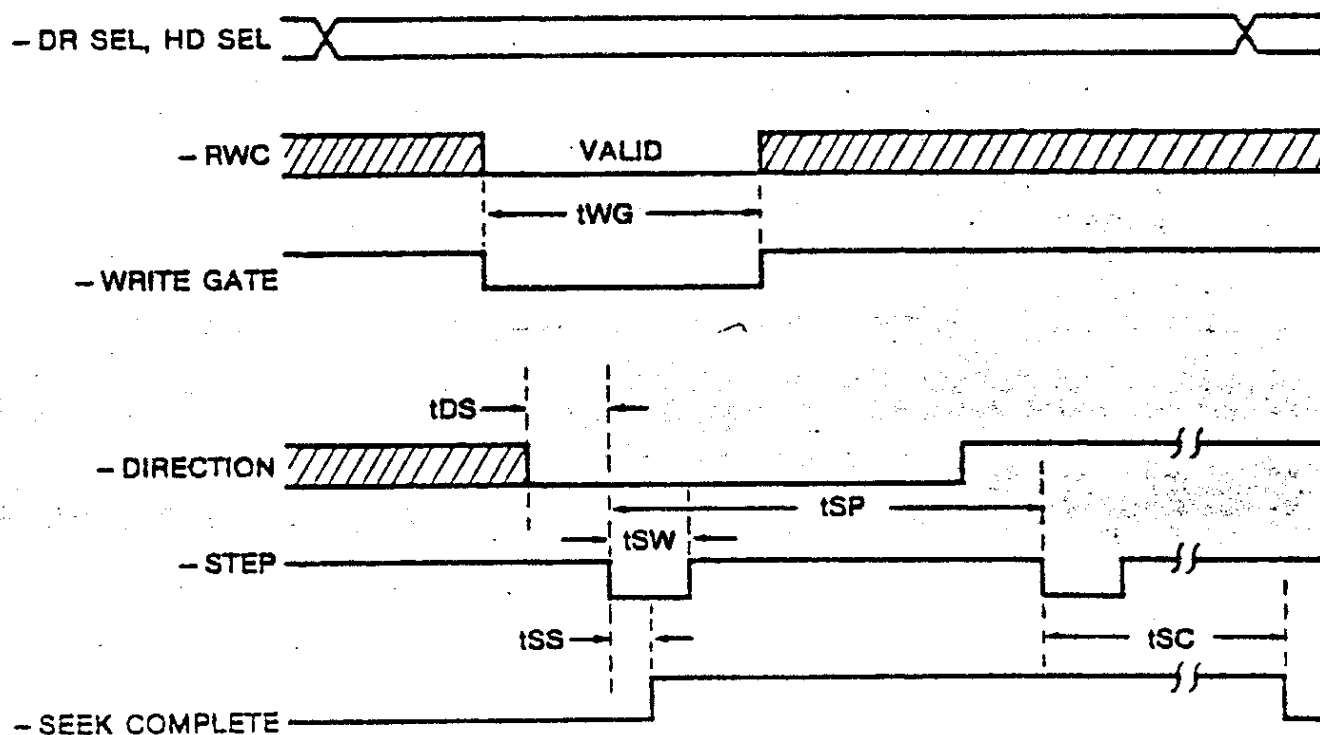 – DR SEL, HD SEL
– RWC
VALID
tWG
– WRITE GATE
tDS
– DIRECTION
tSP
tSW
– STEP
tSS
tSC
– SEEK COMPLETE